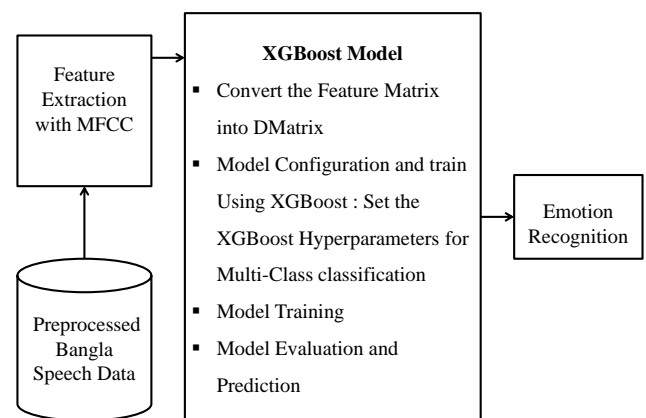 Preprocessed
Bangla
Speech Data
Feature
Extraction
with MFCC
XGBoost Model
▪ Convert the Feature Matrix
into DMatrix
▪ Model Configuration and train
Using XGBoost : Set the
XGBoost Hyperparameters for
Multi-Class classification
▪ Model Training
▪ Model Evaluation and
Prediction
Emotion
Recognition